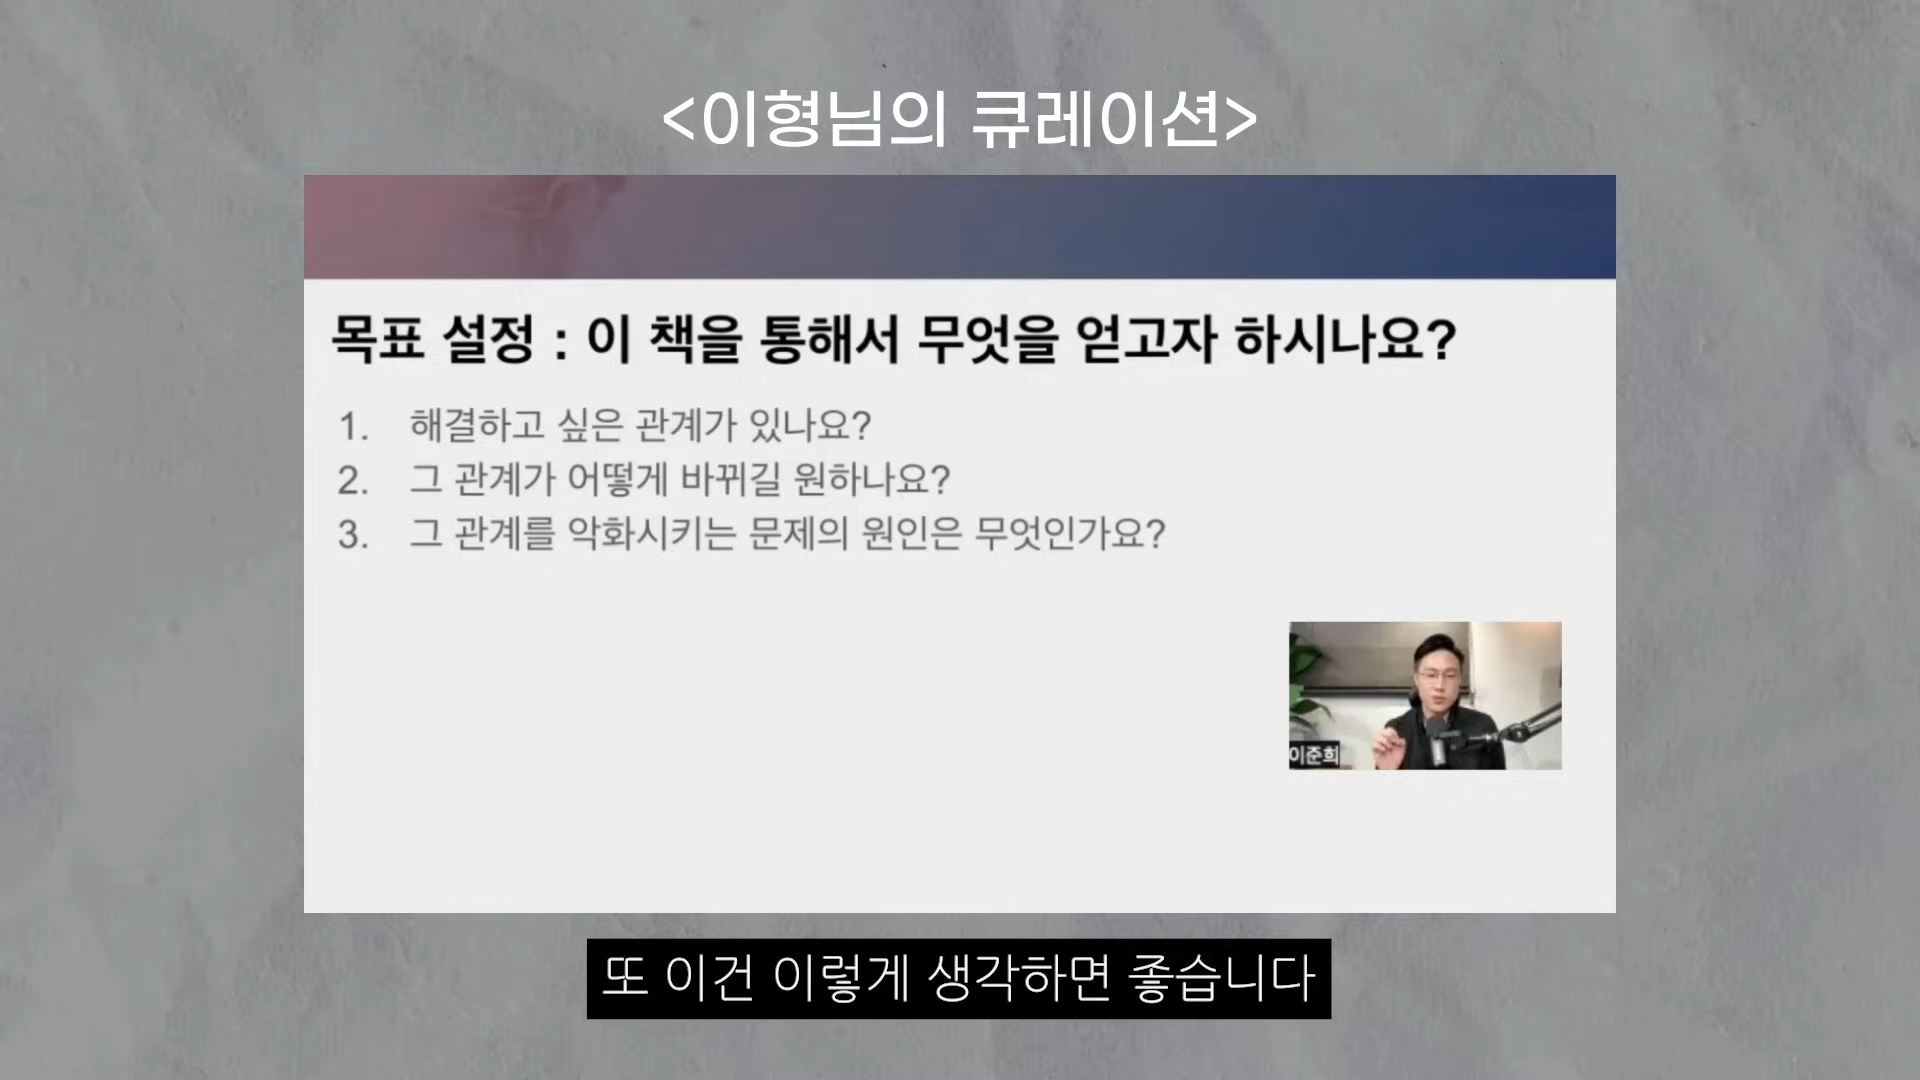 <이형님의 큐레이션>
목표 설정 : 이 책을 통해서 무엇을 얻고자 하시나요?
1. 해결하고 싶은 관계가 있나요?
2. 그 관계가 어떻게 바뀌길 원하나요?
3. 그 관계를 악화시키는 문제의 원인은 무엇인가요?
이준희
또 이건 이렇게 생각하면 좋습니다